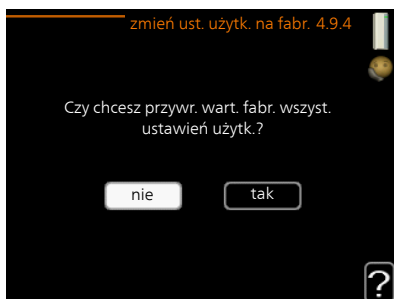 zmień ust. użytk. na fabr. 4.9.4
Czy chcesz przywr. wart. fabr. wszyst.
ustawień użytk.?
nie
tak
?